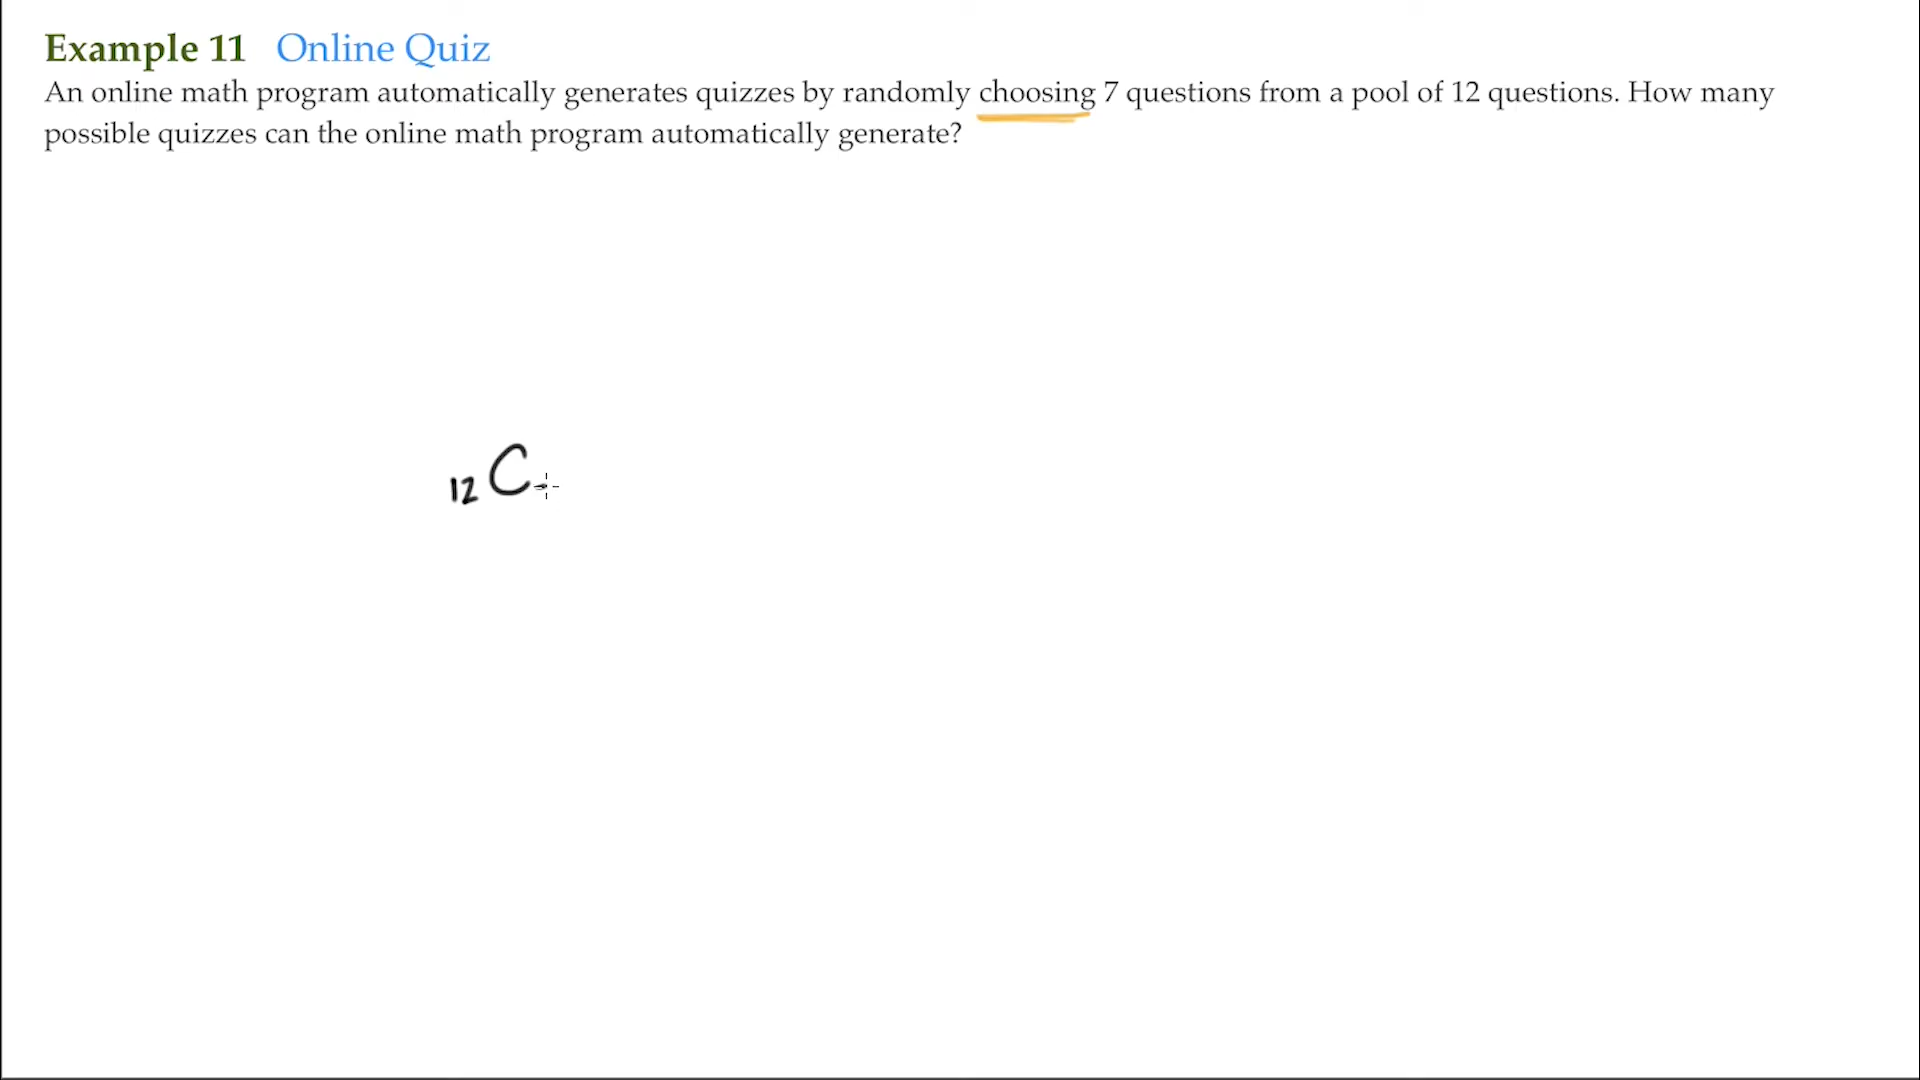 Example 11 Online Quiz
An online math program automatically generates quizzes by randomly choosing 7 questions from a pool of 12 questions. How many
possible quizzes can the online math program automatically generate?
12 C